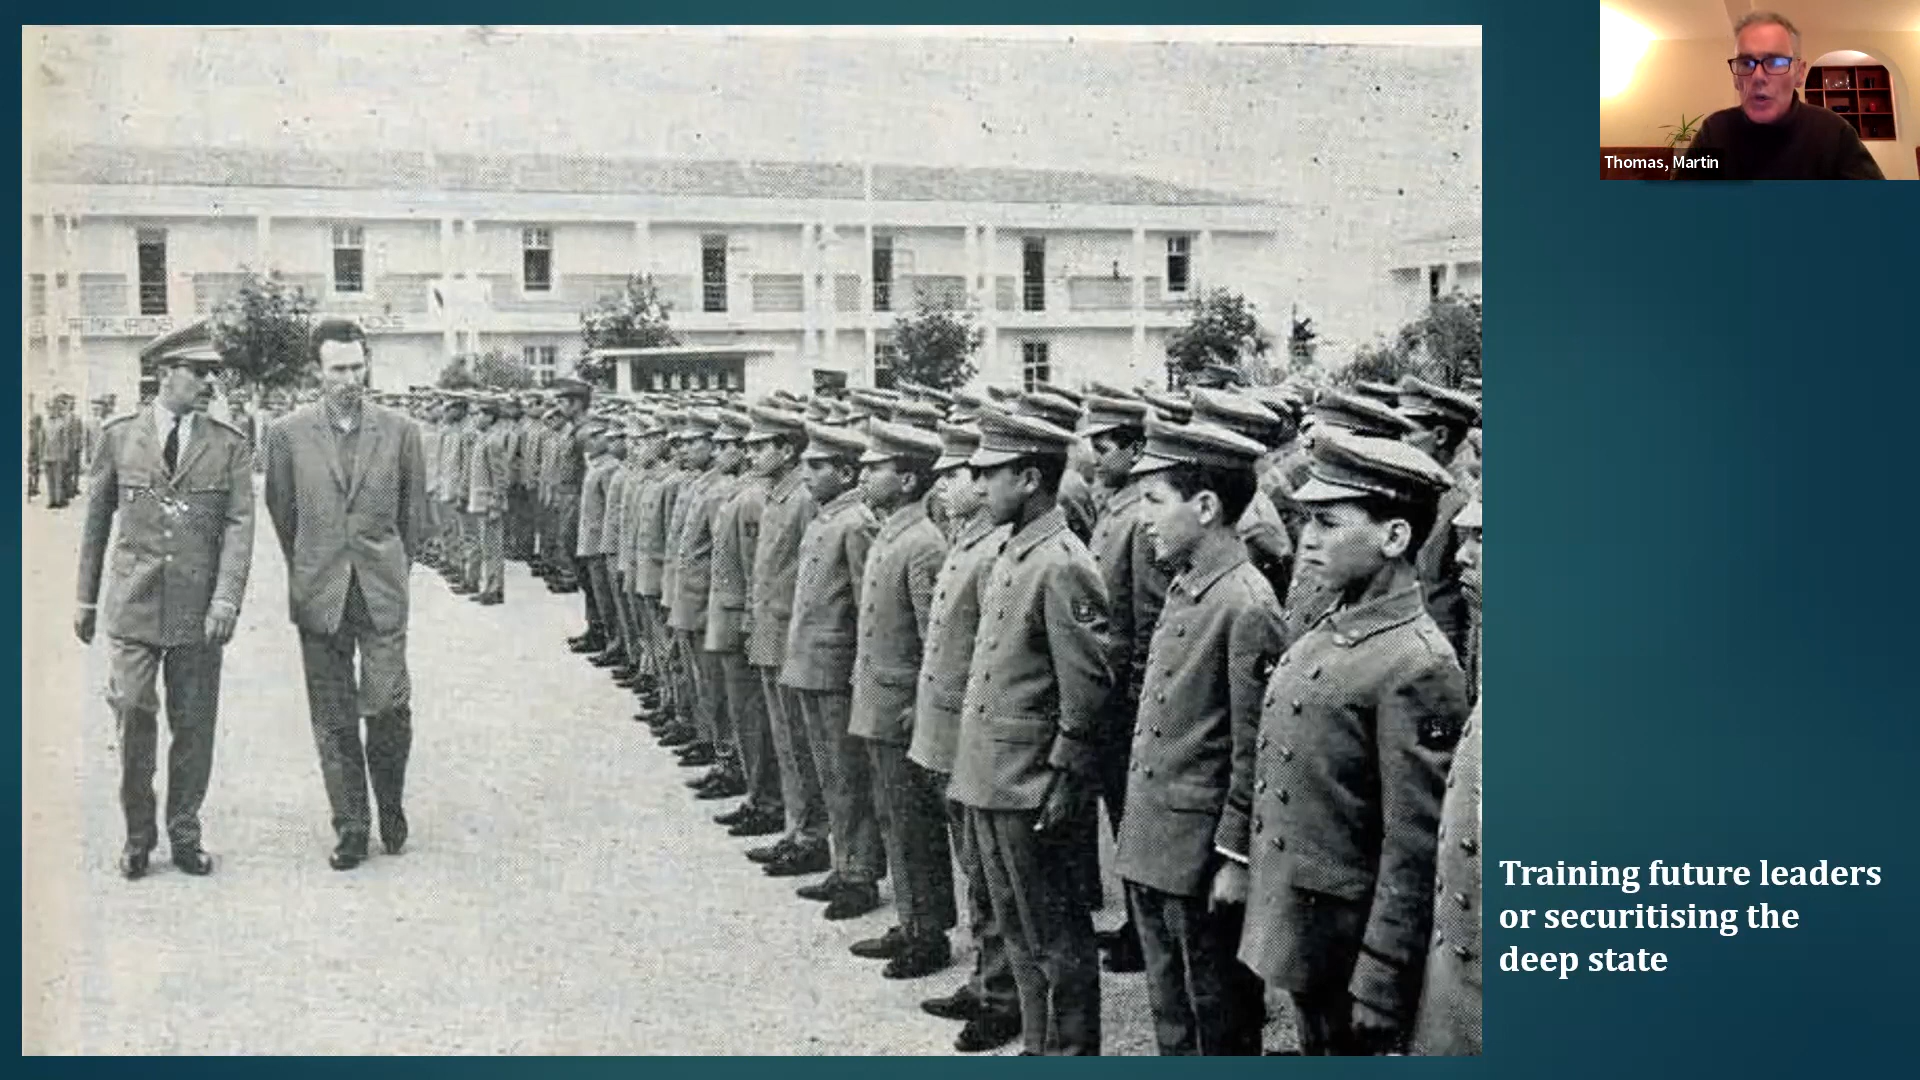 Thomas, Martin
Training future leaders
or securitising the
deep state